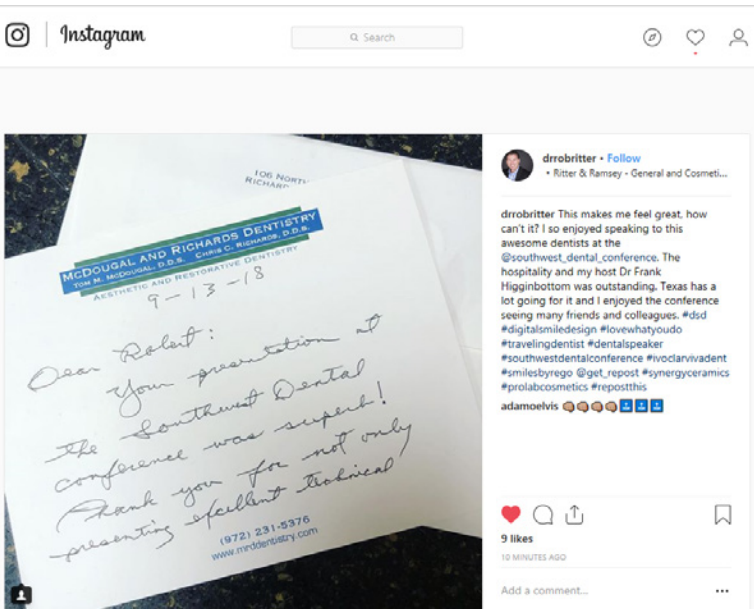 Instagram
Search
106 NORTH
RICHARD
MCDOUGAL AND RICHARDS DENTISTRY
TOM M. MCDOUGAL, D.D.S. CHRIS C. RICHARDS, D.D.S.
AESTHETIC AND RESTORATIVE DENTISTRY
9-13-18
Dear Robert:
Your presentation at
the Southwest Dental
conference was superb!
Thank you for not only
presenting excellent technical
(972) 231-5376
www.mrddentistry.com
drrobritter • Follow
• Ritter & Ramsey - General and Cosmeti...
drrobritter This makes me feel great, how
can't it? I so enjoyed speaking to this
awesome dentists at the
@southwest_dental_conference. The
hospitality and my host Dr Frank
Higginbottom was outstanding. Texas has a
lot going for it and I enjoyed the conference
seeing many friends and colleagues. #dsd
#digitalsmiledesign #lovewhatyoudo
#travelingdentist #dentalspeaker
#southwestdentalconference #ivoclarvivadent
#smilesbyrego @get_repost #synergyceramics
#prolabcosmetics #repostthis
adamoelvis
9 likes
10 MINUTES AGO
Add a comment...